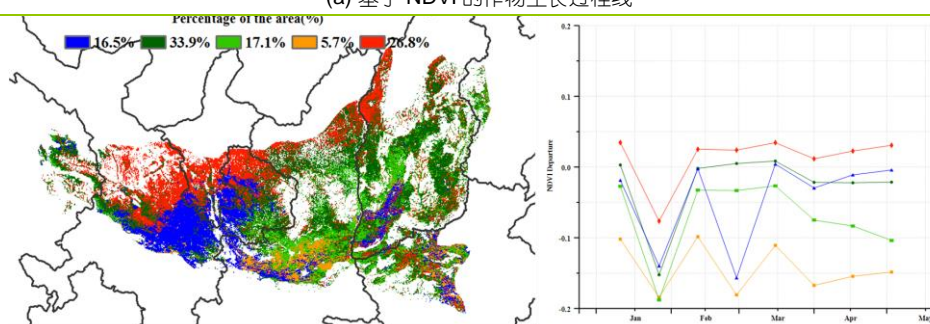 (a) 基于 NDVI 的作物生长过程线
Percentage of the area(%)
16.5% 33.9% 17.1% 5.7% 26.8%
NDVI Departure
0.2
0.1
0.0
-0.1
-0.2
Jan Feb Mar Apr May